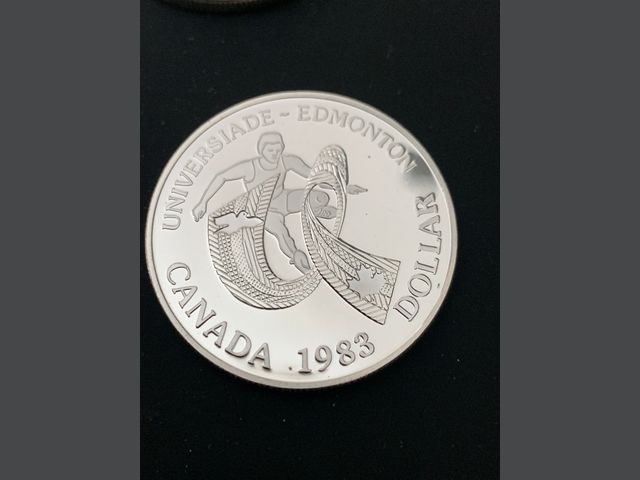 UNIVERSIADE - EDMONTON
CANADA 1983 DOLLAR